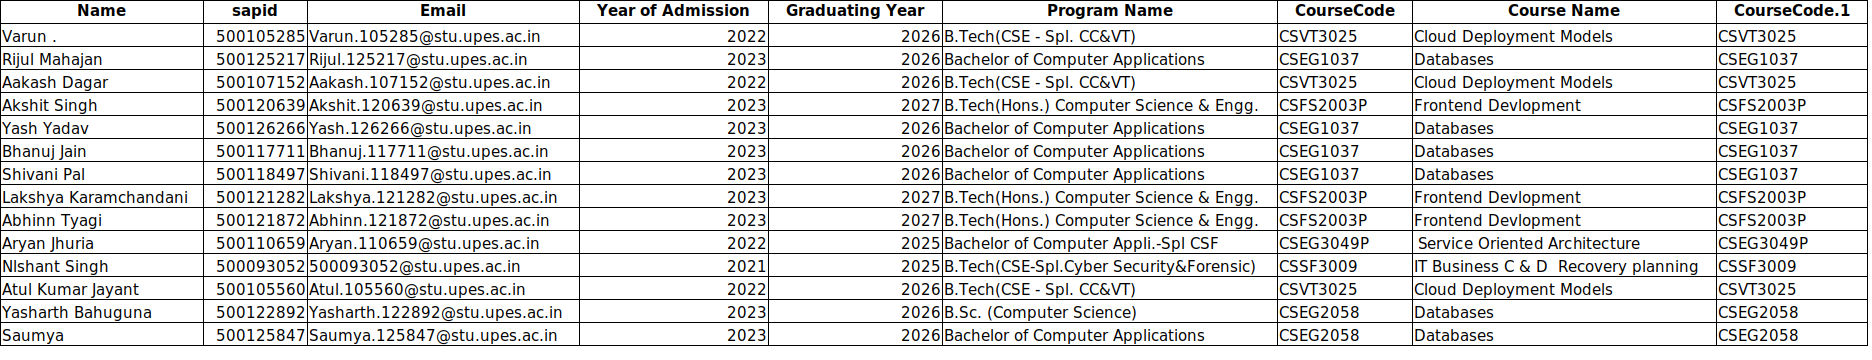 Name sapid Email Year of Admission Graduating Year Program Name CourseCode Course Name CourseCode.1
Varun . 500105285 Varun.105285@stu.upes.ac.in 2022 2026 B.Tech(CSE - Spl. CC&VT) CSVT3025 Cloud Deployment Models CSVT3025
Rijul Mahajan 500125217 Rijul.125217@stu.upes.ac.in 2023 2026 Bachelor of Computer Applications CSEG1037 Databases CSEG1037
Aakash Dagar 500107152 Aakash.107152@stu.upes.ac.in 2022 2026 B.Tech(CSE - Spl. CC&VT) CSVT3025 Cloud Deployment Models CSVT3025
Akshit Singh 500120639 Akshit.120639@stu.upes.ac.in 2023 2027 B.Tech(Hons.) Computer Science & Engg. CSFS2003P Frontend Devlopment CSFS2003P
Yash Yadav 500126266 Yash.126266@stu.upes.ac.in 2023 2026 Bachelor of Computer Applications CSEG1037 Databases CSEG1037
Bhanuj Jain 500117711 Bhanuj.117711@stu.upes.ac.in 2023 2026 Bachelor of Computer Applications CSEG1037 Databases CSEG1037
Shivani Pal 500118497 Shivani.118497@stu.upes.ac.in 2023 2026 Bachelor of Computer Applications CSEG1037 Databases CSEG1037
Lakshya Karamchandani 500121282 Lakshya.121282@stu.upes.ac.in 2023 2027 B.Tech(Hons.) Computer Science & Engg. CSFS2003P Frontend Devlopment CSFS2003P
Abhinn Tyagi 500121872 Abhinn.121872@stu.upes.ac.in 2023 2027 B.Tech(Hons.) Computer Science & Engg. CSFS2003P Frontend Devlopment CSFS2003P
Aryan Jhuria 500110659 Aryan.110659@stu.upes.ac.in 2022 2025 Bachelor of Computer Appli.-Spl CSF CSEG3049P Service Oriented Architecture CSEG3049P
NIshant Singh 500093052 500093052@stu.upes.ac.in 2021 2025 B.Tech(CSE-Spl.Cyber Security&Forensic) CSSF3009 IT Business C & D  Recovery planning CSSF3009
Atul Kumar Jayant 500105560 Atul.105560@stu.upes.ac.in 2022 2026 B.Tech(CSE - Spl. CC&VT) CSVT3025 Cloud Deployment Models CSVT3025
Yasharth Bahuguna 500122892 Yasharth.122892@stu.upes.ac.in 2023 2026 B.Sc. (Computer Science) CSEG2058 Databases CSEG2058
Saumya 500125847 Saumya.125847@stu.upes.ac.in 2023 2026 Bachelor of Computer Applications CSEG2058 Databases CSEG2058